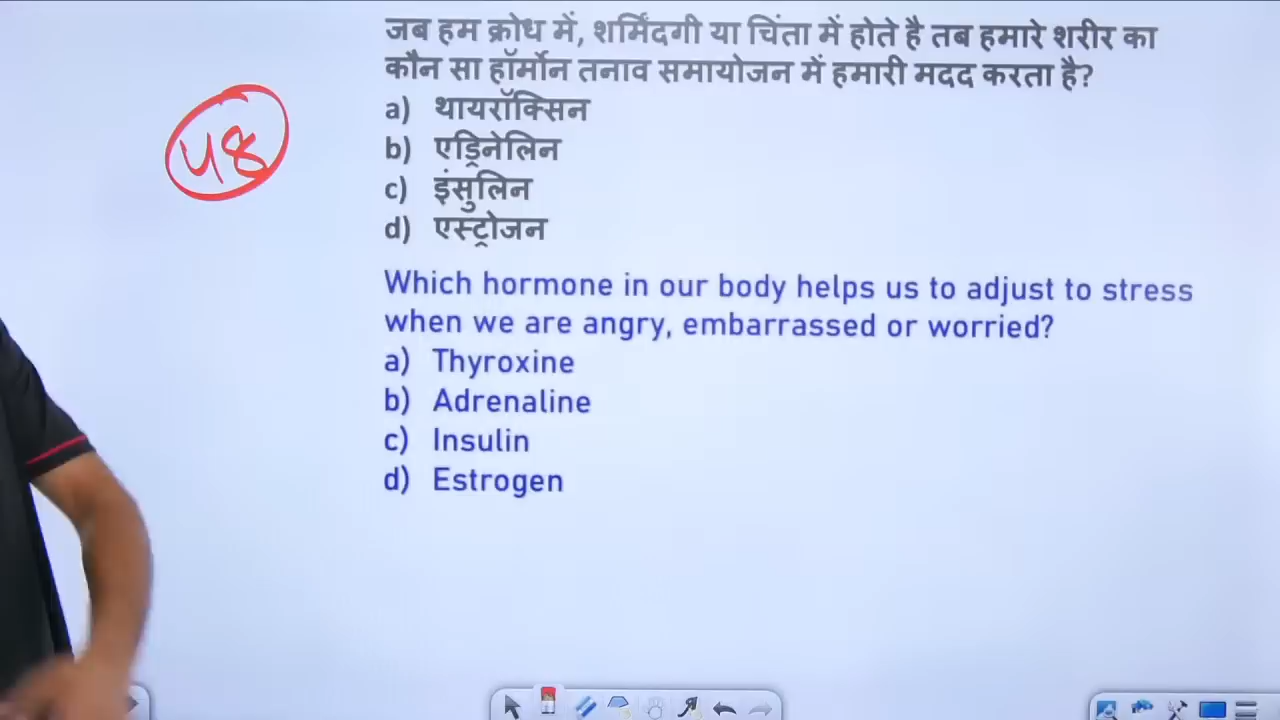 जब हम क्रोध में, शर्मिंदगी या चिंता में होते है तब हमारे शरीर का
कौन सा हॉर्मोन तनाव समायोजन में हमारी मदद करता है?
a) थायरॉक्सिन
b) एड्रिनेलिन
c) इंसुलिन
d) एस्ट्रोजन
48
Which hormone in our body helps us to adjust to stress
when we are angry, embarrassed or worried?
a) Thyroxine
b) Adrenaline
c) Insulin
d) Estrogen